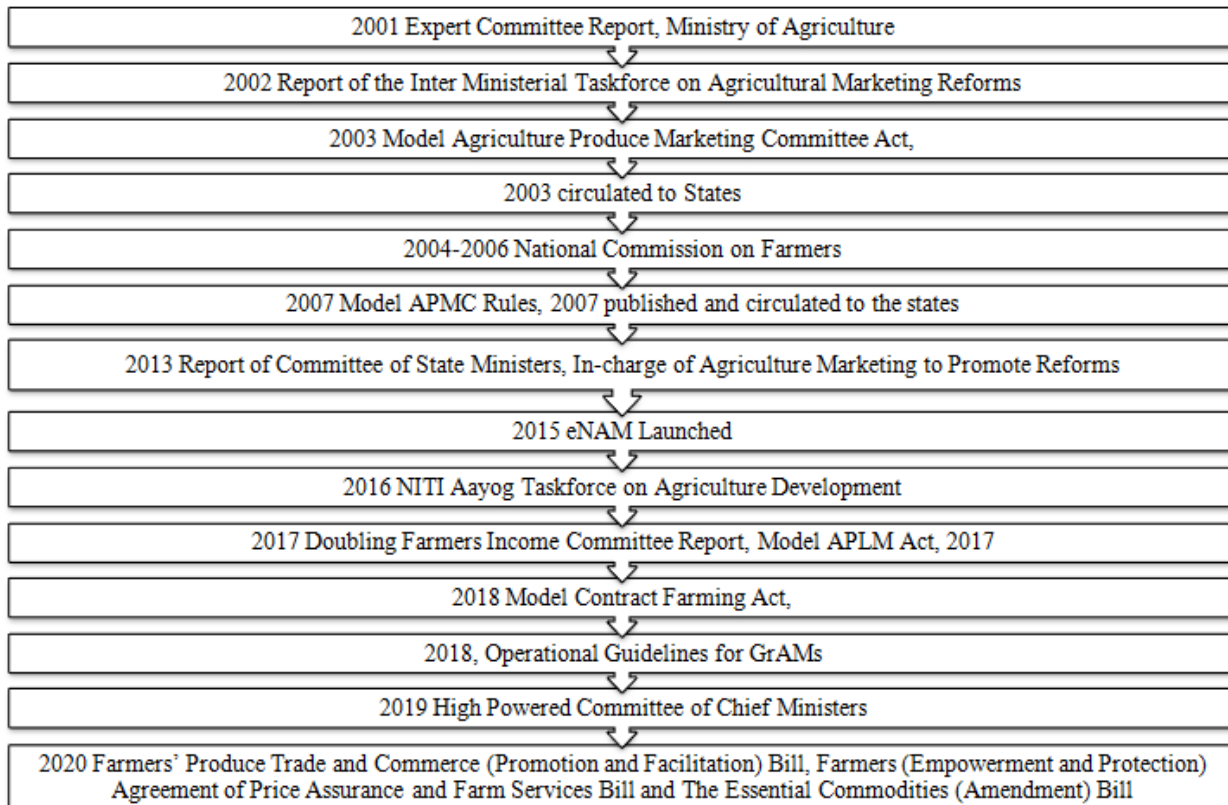 2001 Expert Committee Report, Ministry of Agriculture
2002 Report of the Inter Ministerial Taskforce on Agricultural Marketing Reforms
2003 Model Agriculture Produce Marketing Committee Act,
2003 circulated to States
2004-2006 National Commission on Farmers
2007 Model APMC Rules, 2007 published and circulated to the states
2013 Report of Committee of State Ministers, In-charge of Agriculture Marketing to Promote Reforms
2015 eNAM Launched
2016 NITI Aayog Taskforce on Agriculture Development
2017 Doubling Farmers Income Committee Report, Model APLM Act, 2017
2018 Model Contract Farming Act,
2018, Operational Guidelines for GrAMs
2019 High Powered Committee of Chief Ministers
2020 Farmers’ Produce Trade and Commerce (Promotion and Facilitation) Bill, Farmers (Empowerment and Protection)
Agreement of Price Assurance and Farm Services Bill and The Essential Commodities (Amendment) Bill